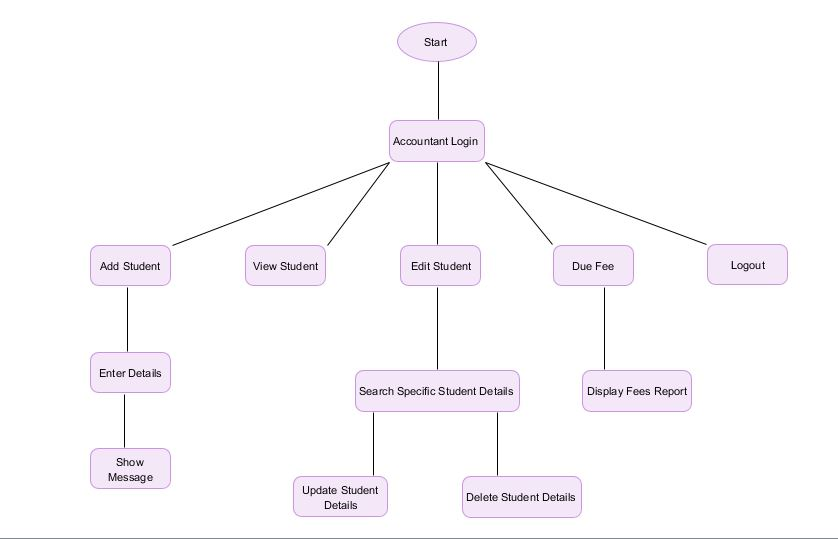 Start
Accountant Login
Add Student
View Student
Edit Student
Due Fee
Logout
Enter Details
Search Specific Student Details
Display Fees Report
Show
Message
Update Student
Details
Delete Student Details